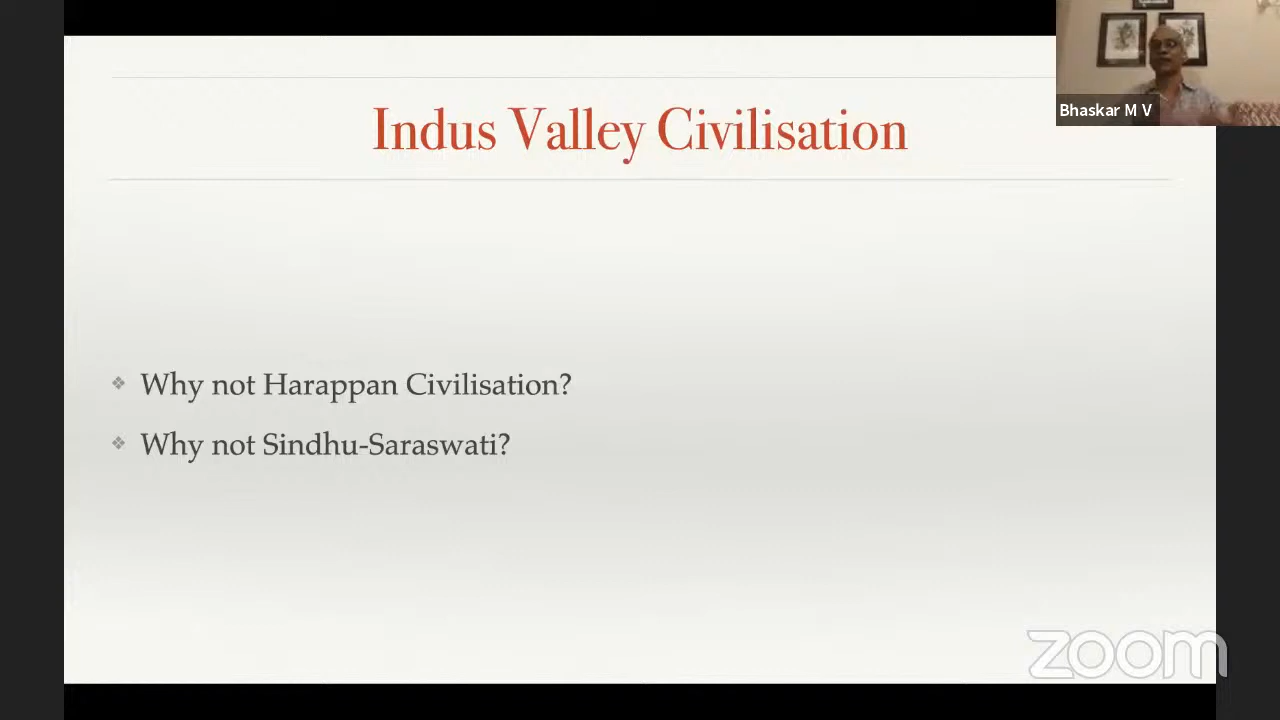 Indus Valley Civilisation
Bhaskar M V
Why not Harappan Civilisation?
Why not Sindhu-Saraswati?
zoom